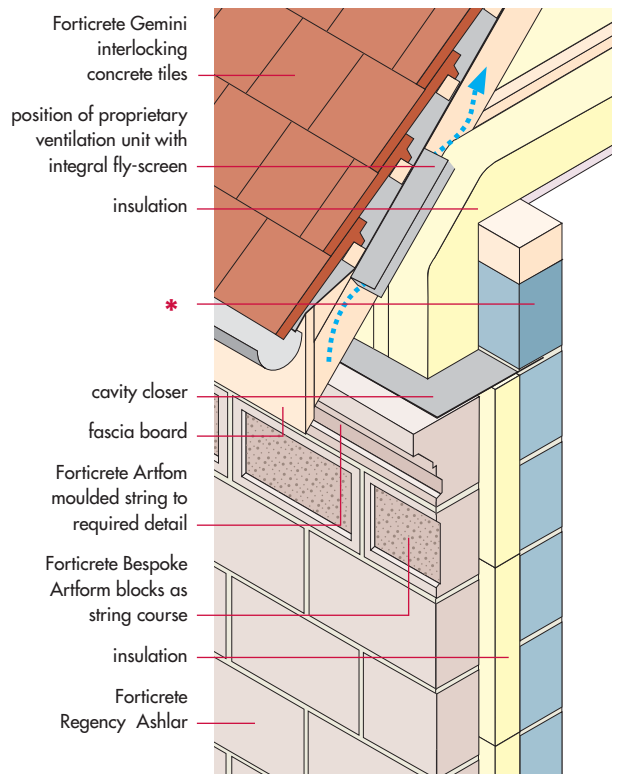 Forticrete Gemini
interlocking
concrete tiles
position of proprietary
ventilation unit with
integral fly-screen
insulation
*
cavity closer
fascia board
Forticrete Artfom
moulded string to
required detail
Forticrete Bespoke
Artform blocks as
string course
insulation
Forticrete
Regency Ashlar